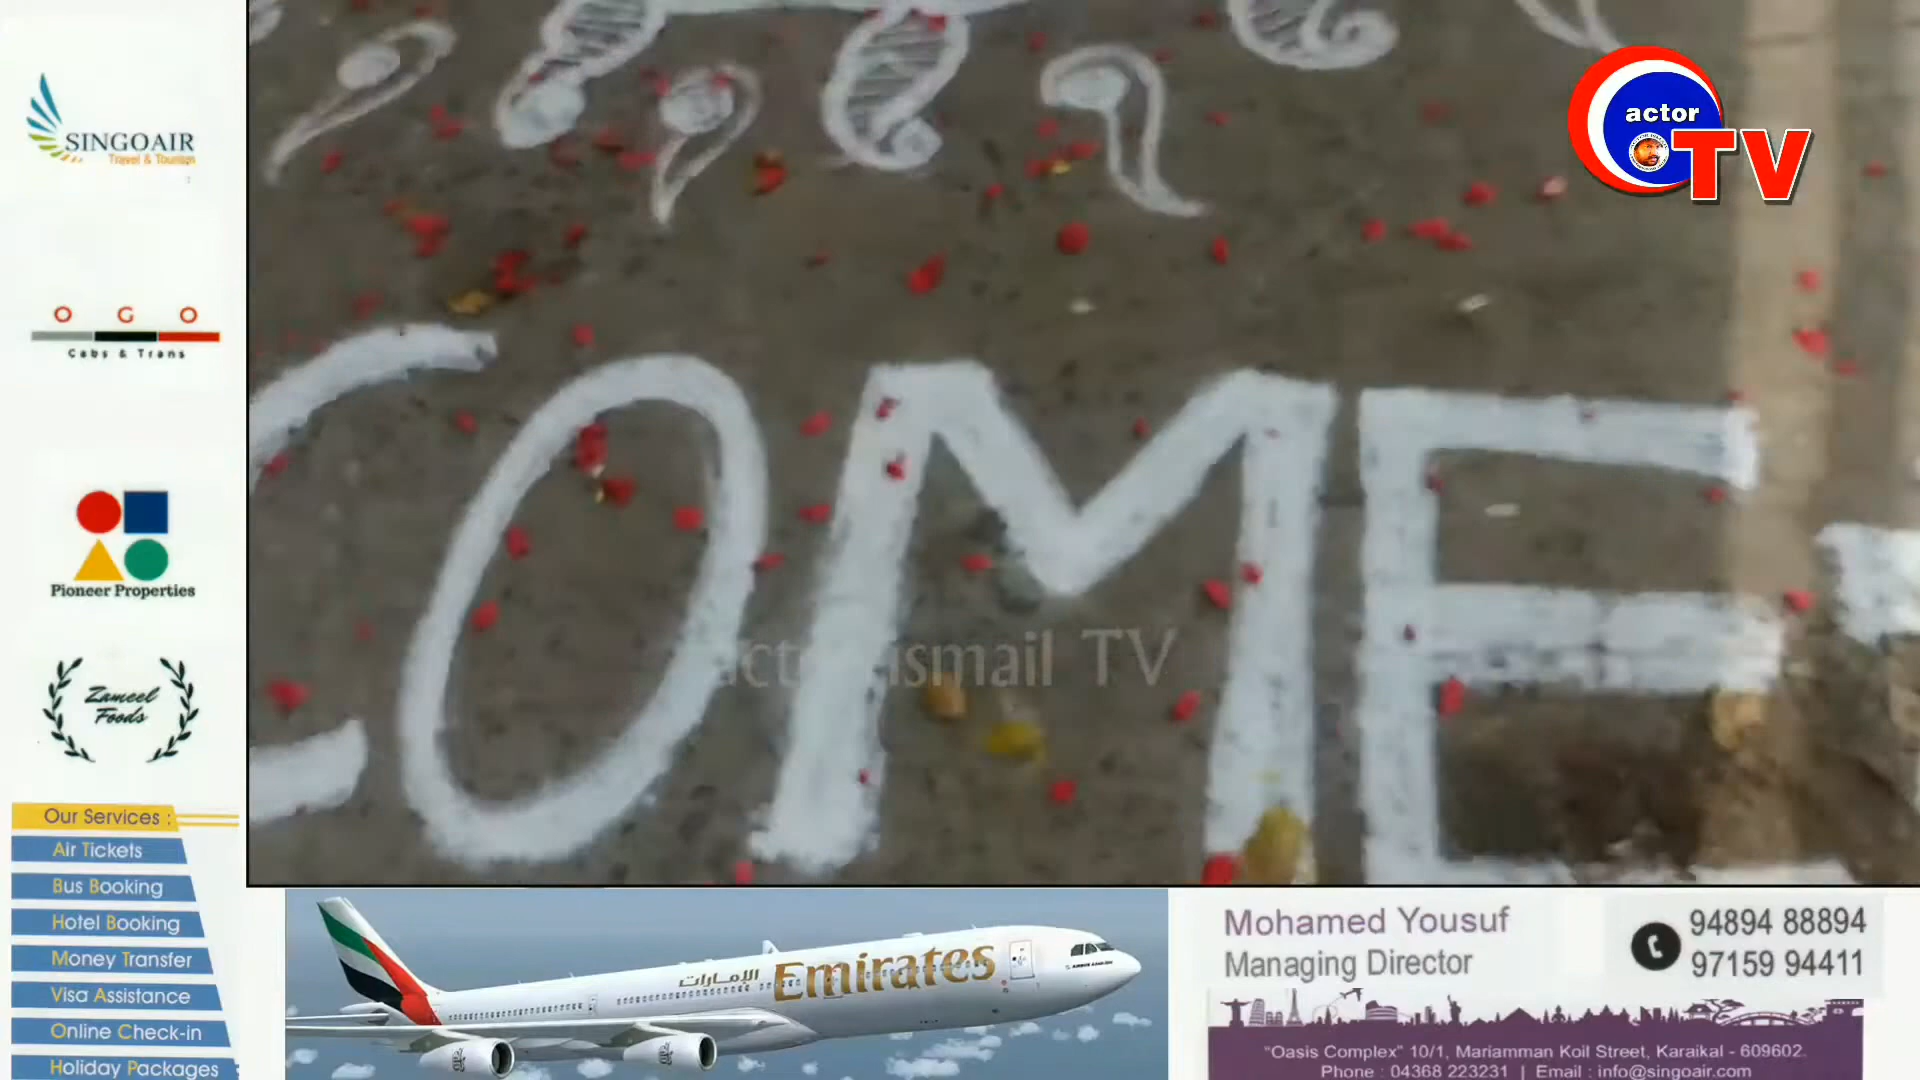 SINGOAIR
Travel & Tourism
O G O
Cabs & Trans
Pioneer Properties
Zameel
Foods
Our Services :
Air Tickets
Bus Booking
Hotel Booking
Money Transfer
Visa Assistance
Online Check-in
Holiday Packages
actor
TV
COME
ismail TV
الإمارات Emirates
Mohamed Yousuf
Managing Director
94894 88894
97159 94411
"Oasis Complex" 10/1, Mariamman Koil Street, Karaikal - 609602.
Phone : 04368 223231 | Email : info@singoair.com